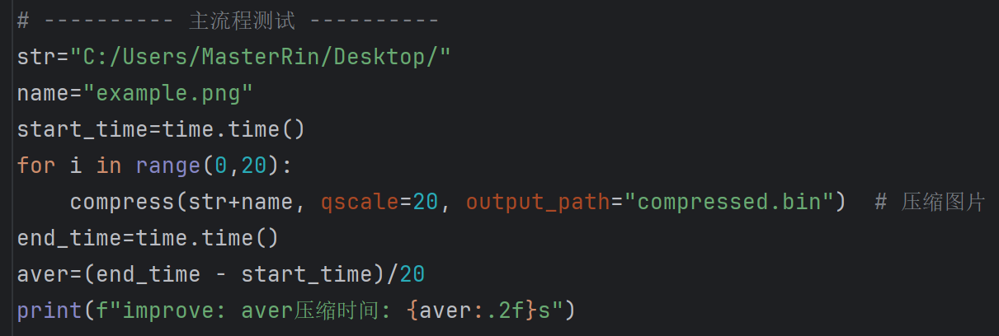 # ---------- 主流程测试 ----------
str="C:/Users/MasterRin/Desktop/"
name="example.png"
start_time=time.time()
for i in range(0,20):
    compress(str+name, qscale=20, output_path="compressed.bin")  # 压缩图片
end_time=time.time()
aver=(end_time - start_time)/20
print(f"improve: aver压缩时间: {aver:.2f}s")